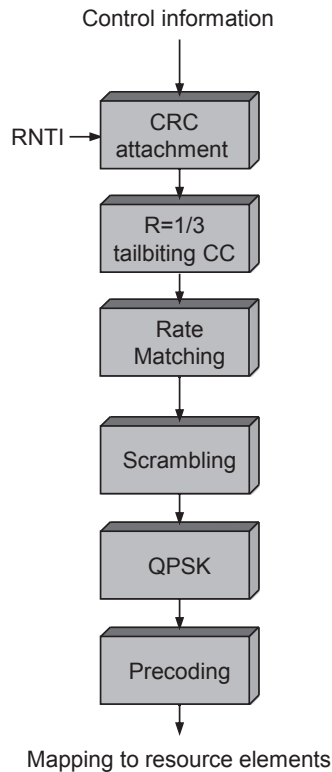 Control information
RNTI
CRC
attachment
R=1/3
tailbiting CC
Rate
Matching
Scrambling
QPSK
Precoding
Mapping to resource elements